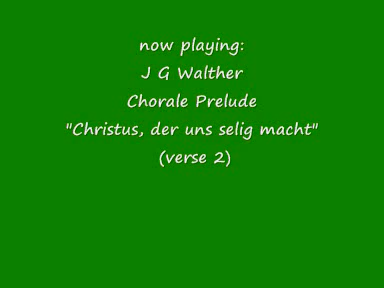 now playing:
J G Walther
Chorale Prelude
"Christus, der uns selig macht"
(verse 2)